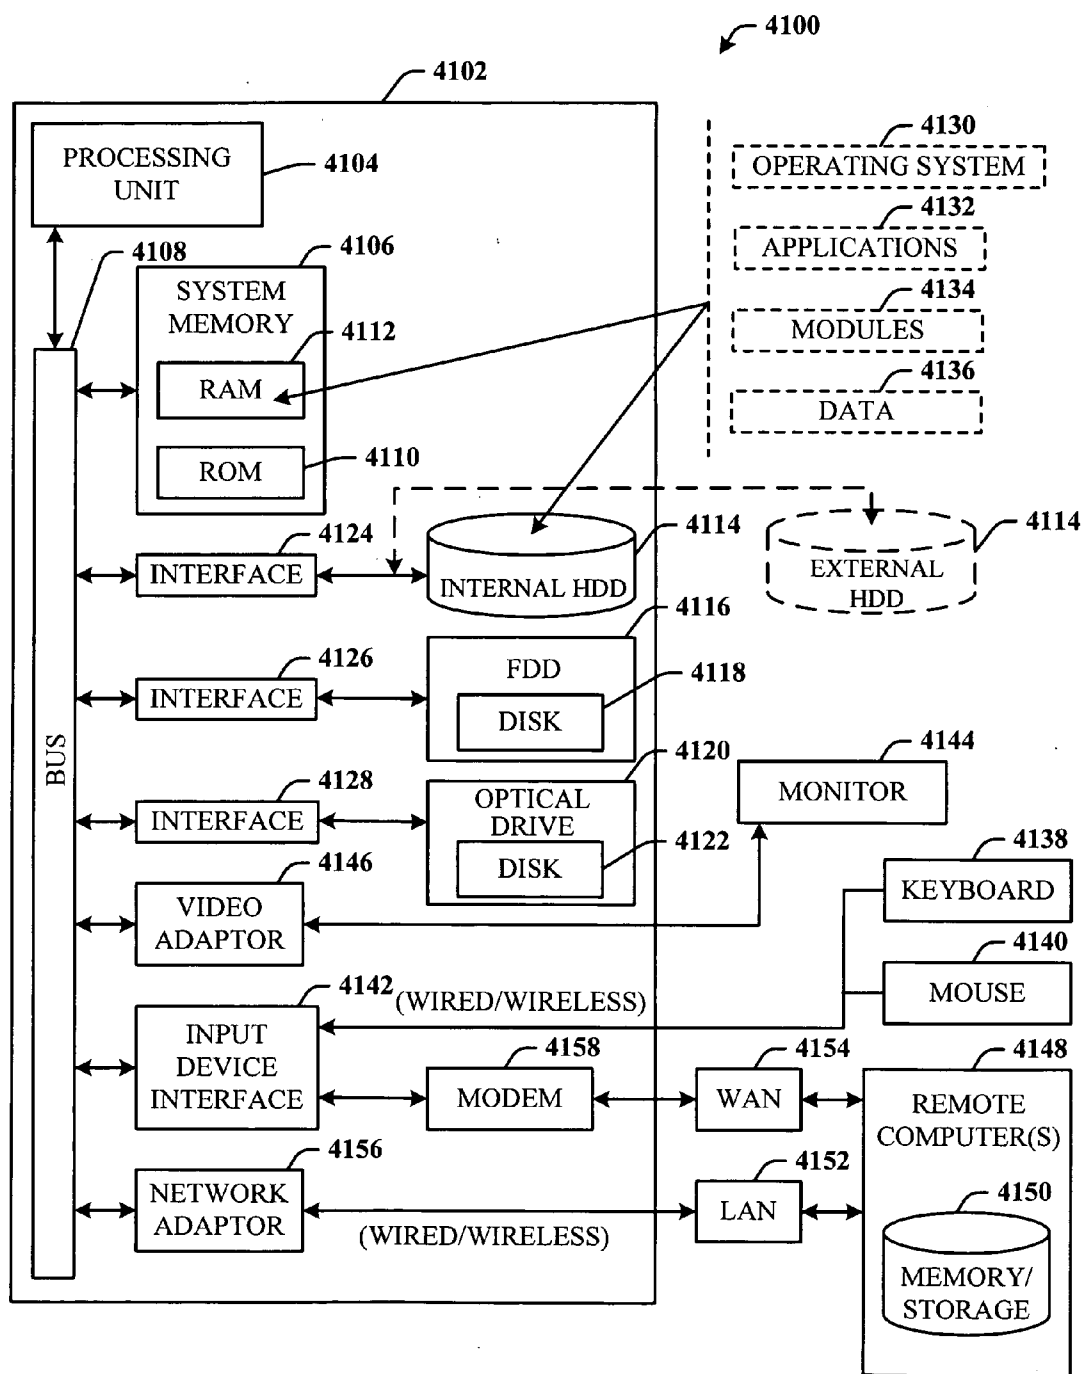 4100
4102
PROCESSING
UNIT
4104
4130
OPERATING SYSTEM
4132
APPLICATIONS
4134
MODULES
4136
DATA
4108
4106
SYSTEM
MEMORY
4112
RAM
4110
ROM
BUS
4124
INTERFACE
4114
INTERNAL HDD
4114
EXTERNAL
HDD
4126
INTERFACE
4116
FDD
4118
DISK
4128
INTERFACE
4120
OPTICAL
DRIVE
4122
DISK
4144
MONITOR
4146
VIDEO
ADAPTOR
4138
KEYBOARD
4140
MOUSE
4142
INPUT
DEVICE
INTERFACE
(WIRED/WIRELESS)
4158
MODEM
4154
WAN
4148
REMOTE
COMPUTER(S)
4156
NETWORK
ADAPTOR
(WIRED/WIRELESS)
4152
LAN
4150
MEMORY/
STORAGE